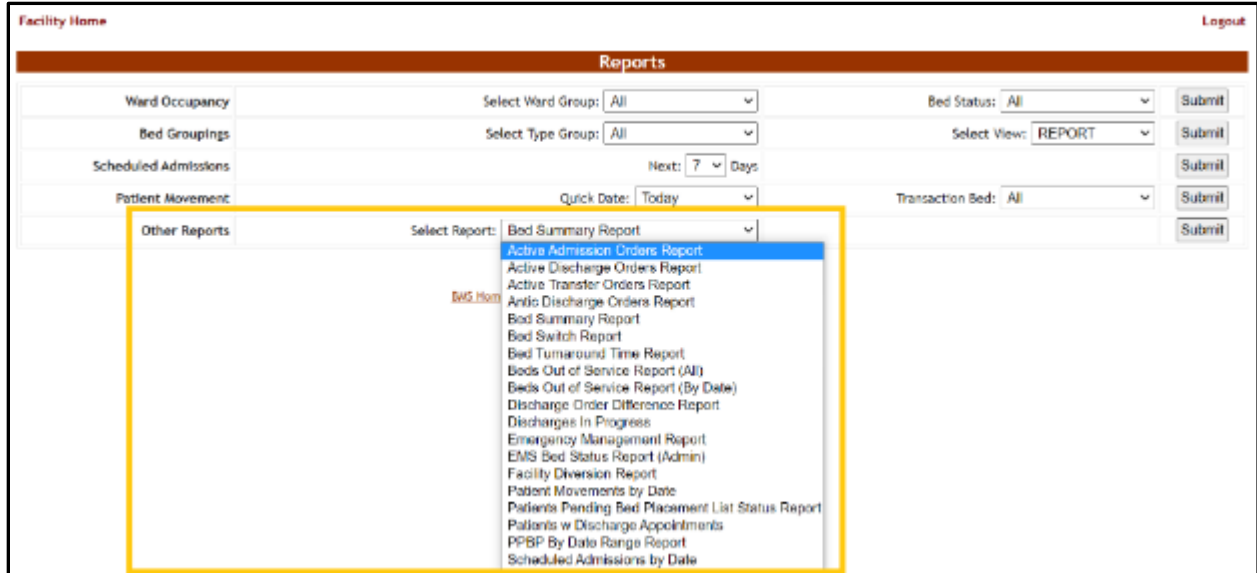 Facility Home Logout
Reports
Ward Occupancy Select Ward Group: All Bed Status: All Submit
Bed Groupings Select Type Group: All Select View: REPORT Submit
Scheduled Admissions Next: 7 Days Submit
Patient Movement Quick Date: Today Transaction Bed: All Submit
Other Reports Select Report: Bed Summary Report Submit
Active Admission Orders Report
Active Discharge Orders Report
Active Transfer Orders Report
BMS Hom
Antic Discharge Orders Report
Bed Summary Report
Bed Switch Report
Bed Turnaround Time Report
Beds Out of Service Report (All)
Beds Out of Service Report (By Date)
Discharge Order Difference Report
Discharges In Progress
Emergency Management Report
EMS Bed Status Report (Admin)
Facility Diversion Report
Patient Movements by Date
Patients Pending Bed Placement List Status Report
Patients w Discharge Appointments
PPBP By Date Range Report
Scheduled Admissions by Date